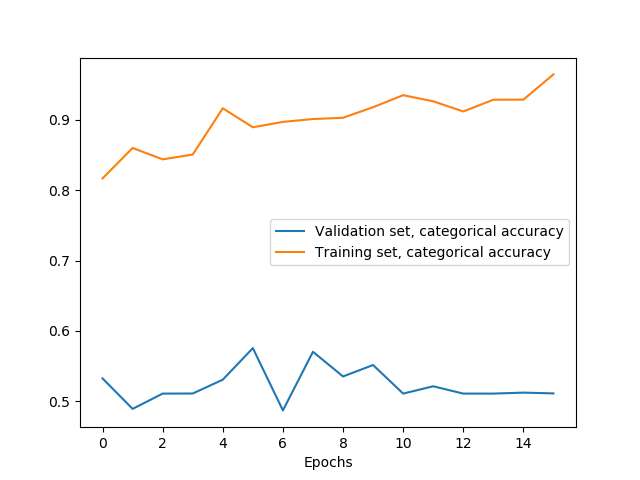 0.9
0.8
0.7
0.6
0.5
Validation set, categorical accuracy
Training set, categorical accuracy
0 2 4 6 8 10 12 14
Epochs